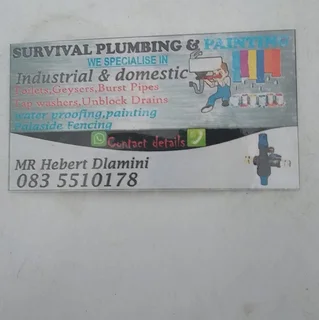 SURVIVAL PLUMBING & PAINTING
WE SPECIALISE IN
Industrial & domestic
Toilets,Geysers,Burst Pipes
Tap washers,Unblock Drains
Water proofing,painting
Palaside Fencing
Contact details
MR Hebert Dlamini
083 5510178